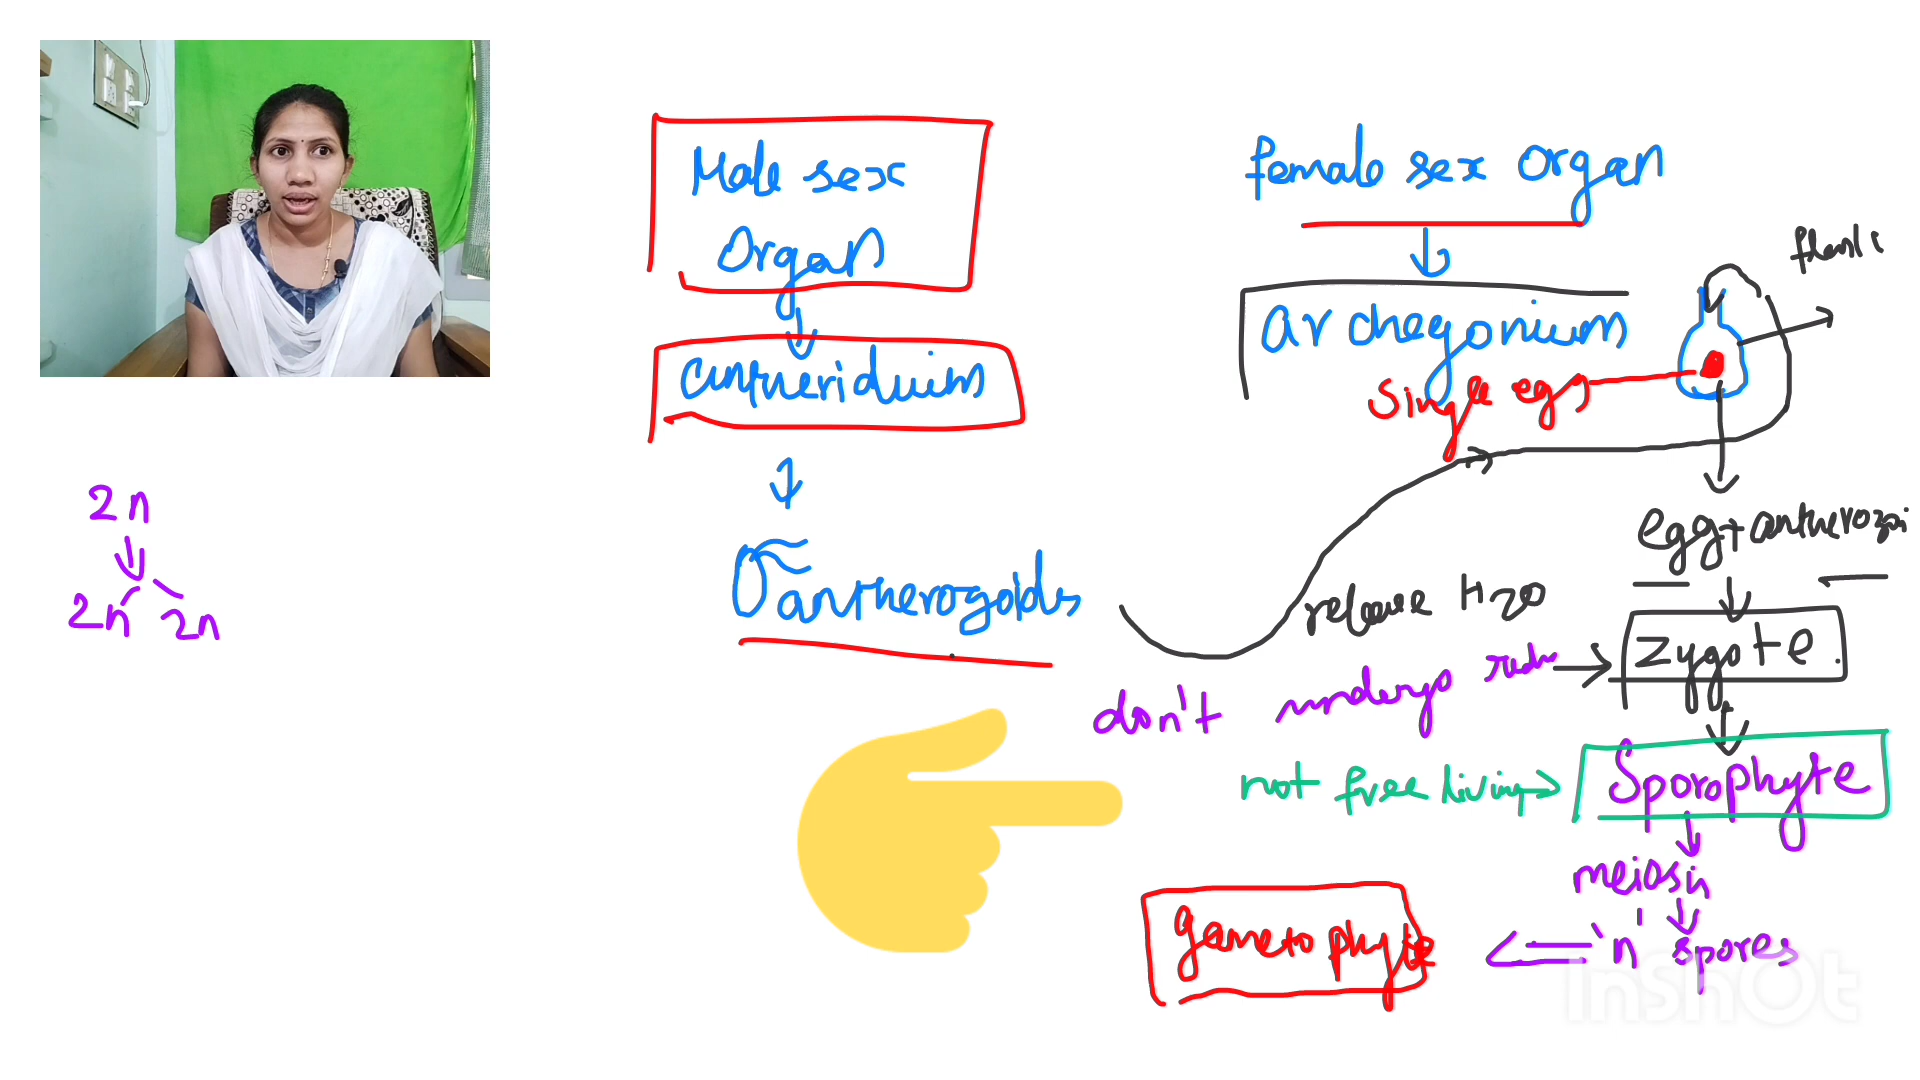 Male sex
Organ
antheridium
antherozoids
female sex organ
archegonium
flask
single egg
egg + antherozoi
release H2O
zygote
don't undergo
not free living
Sporophyte
meiosis
'n' spores
gametophyte
2n
2n 2n
InShOt